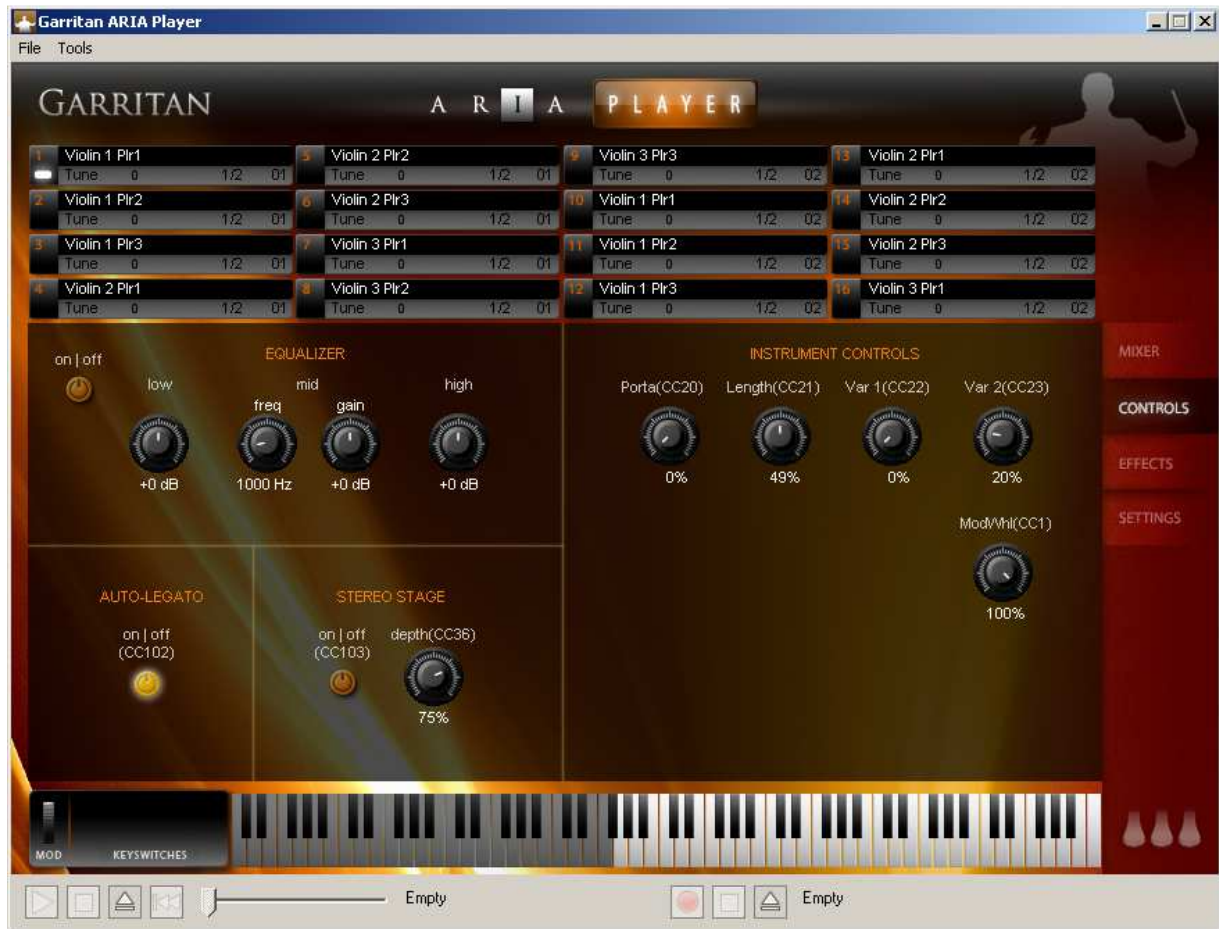 Garritan ARIA Player
File Tools
GARRITAN
ARIA PLAYER
1 Violin 1 Plr1
Tune 0 1/2 01
5 Violin 2 Plr2
Tune 0 1/2 01
9 Violin 3 Plr3
Tune 0 1/2 02
13 Violin 2 Plr1
Tune 0 1/2 02
2 Violin 1 Plr2
Tune 0 1/2 01
6 Violin 2 Plr3
Tune 0 1/2 01
10 Violin 1 Plr1
Tune 0 1/2 02
14 Violin 2 Plr2
Tune 0 1/2 02
3 Violin 1 Plr3
Tune 0 1/2 01
7 Violin 3 Plr1
Tune 0 1/2 01
11 Violin 1 Plr2
Tune 0 1/2 02
15 Violin 2 Plr3
Tune 0 1/2 02
4 Violin 2 Plr1
Tune 0 1/2 01
8 Violin 3 Plr2
Tune 0 1/2 01
12 Violin 1 Plr3
Tune 0 1/2 02
16 Violin 3 Plr1
Tune 0 1/2 02
on | off
EQUALIZER
low
mid
high
freq gain
+0 dB 1000 Hz +0 dB +0 dB
INSTRUMENT CONTROLS
Porta(CC20) Length(CC21) Var 1(CC22) Var 2(CC23)
0% 49% 0% 20%
ModWhl(CC1)
100%
MIXER
CONTROLS
EFFECTS
SETTINGS
AUTO-LEGATO
on | off
(CC102)
STEREO STAGE
on | off
(CC103)
depth(CC36)
75%
MOD KEYSWITCHES
Empty
Empty